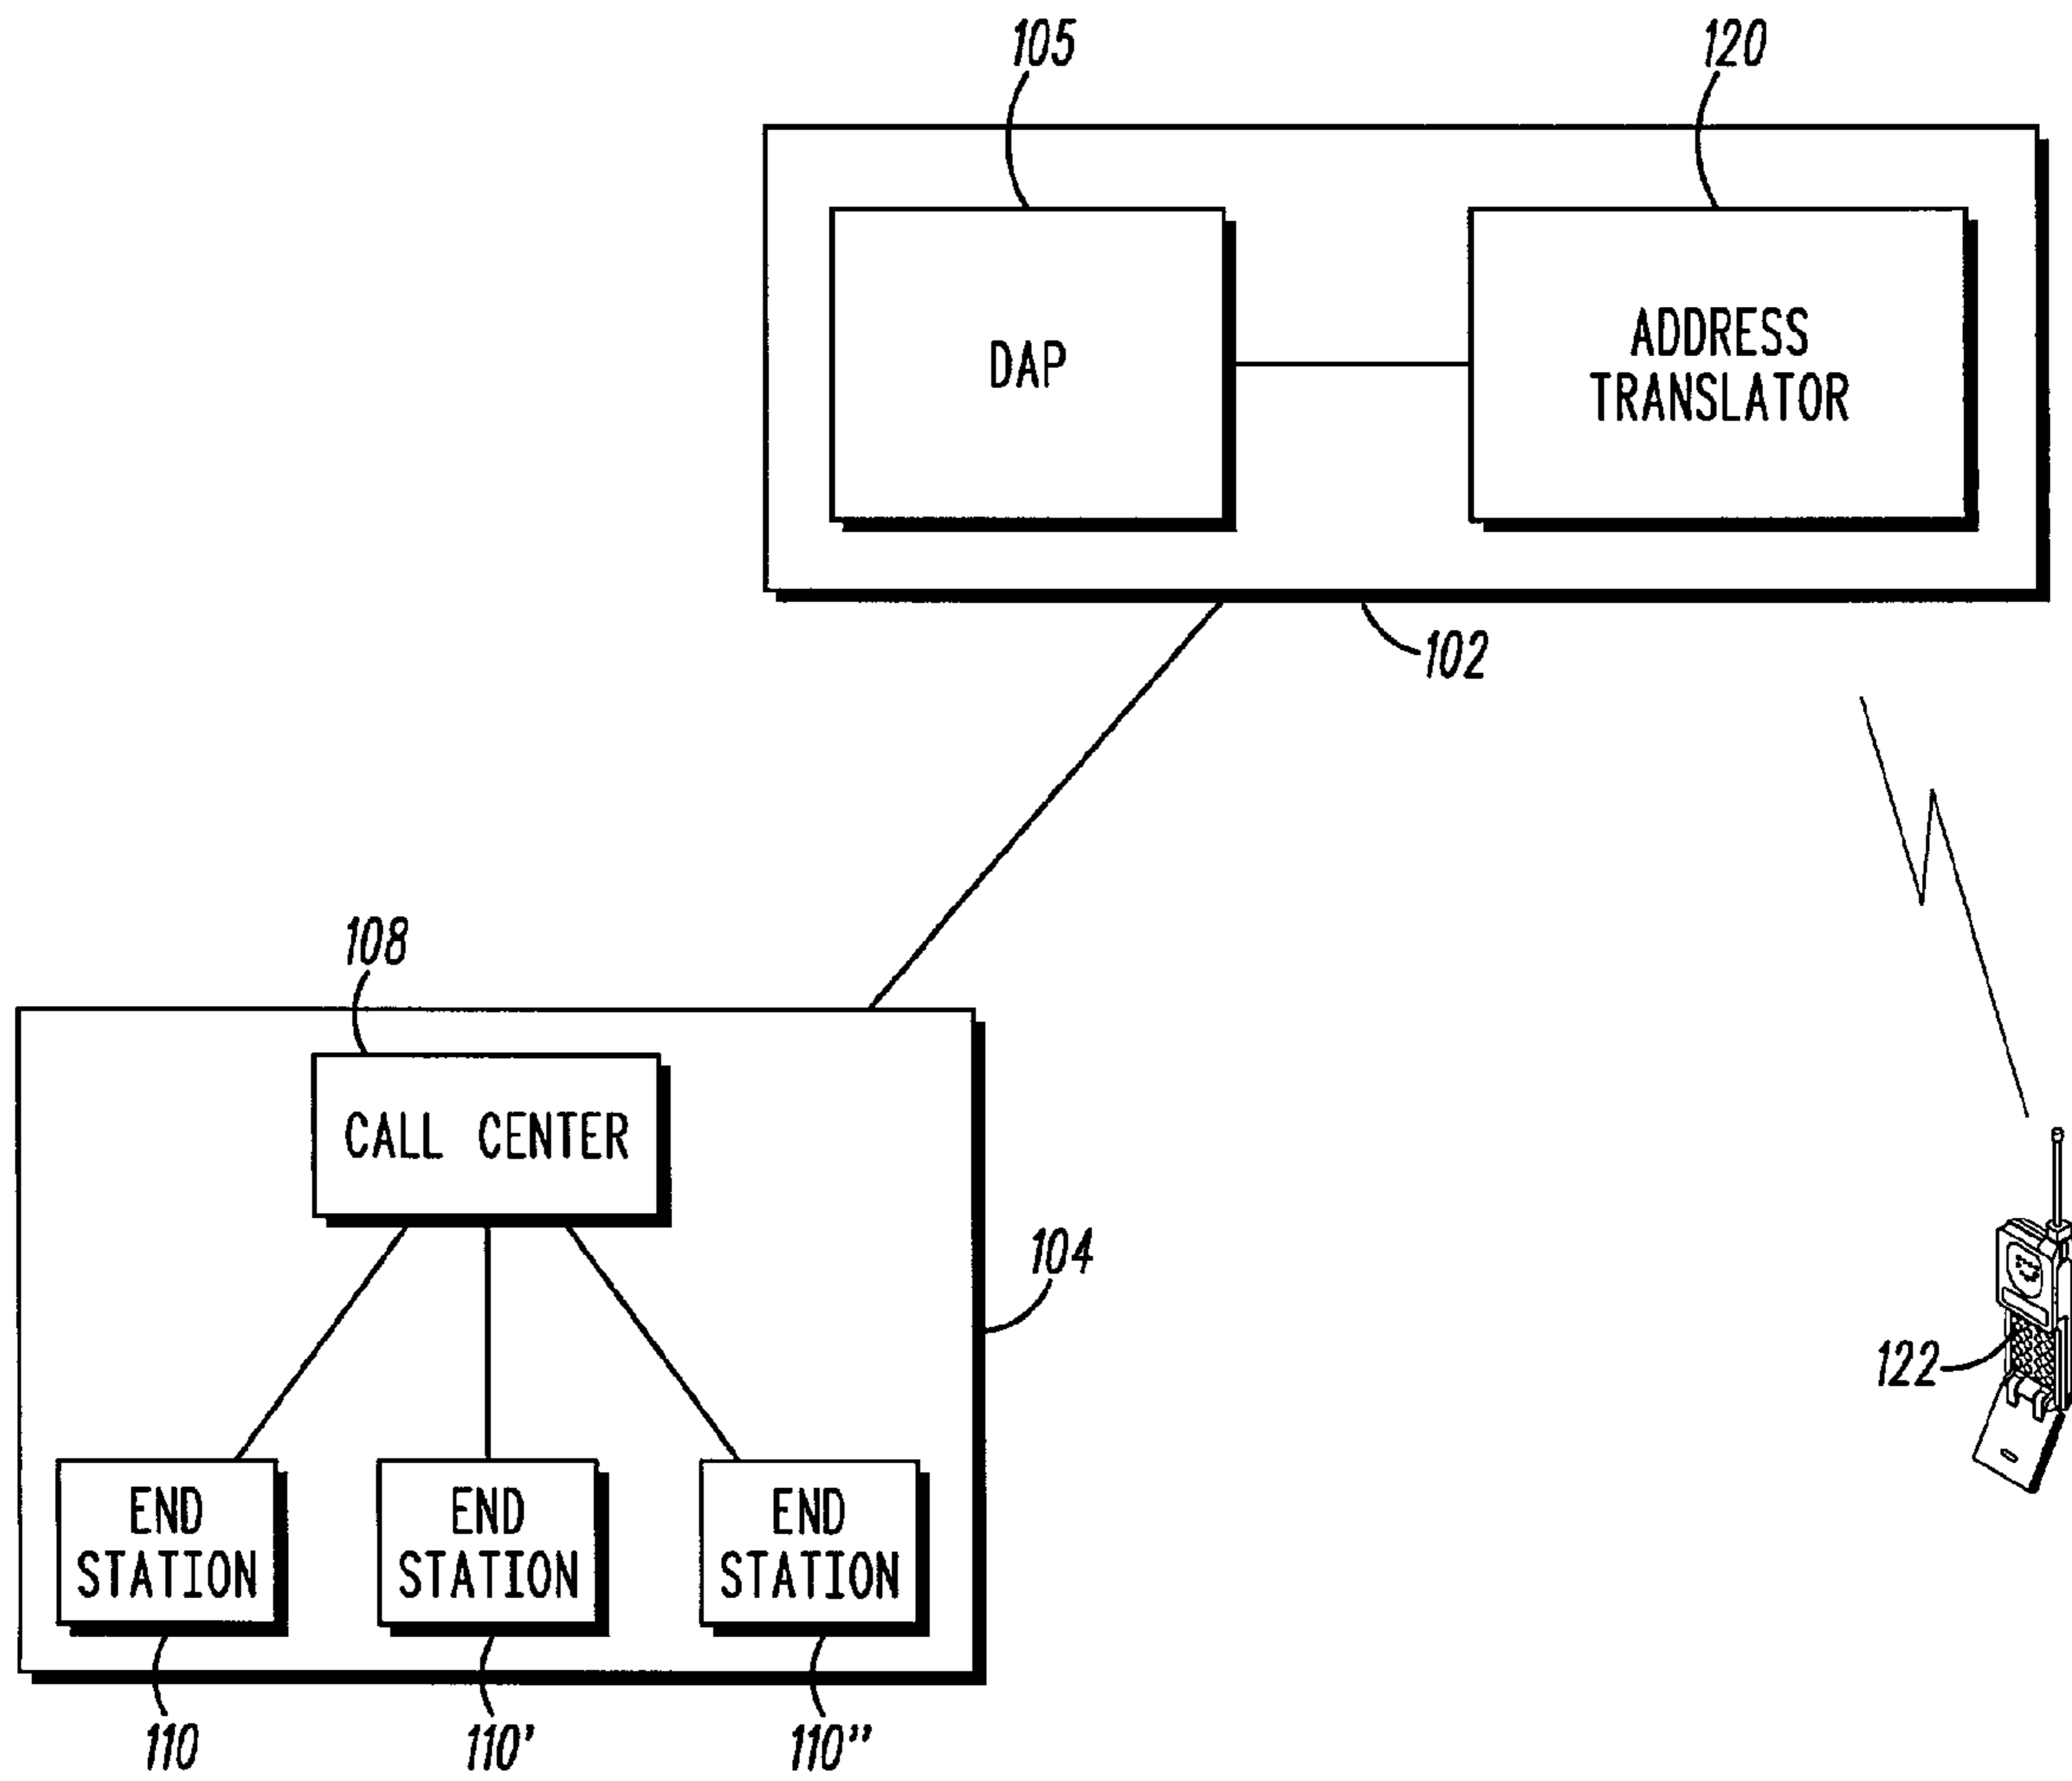 105
120
DAP
ADDRESS
TRANSLATOR
102
108
CALL CENTER
104
122
END
STATION
END
STATION
END
STATION
110
110'
110"